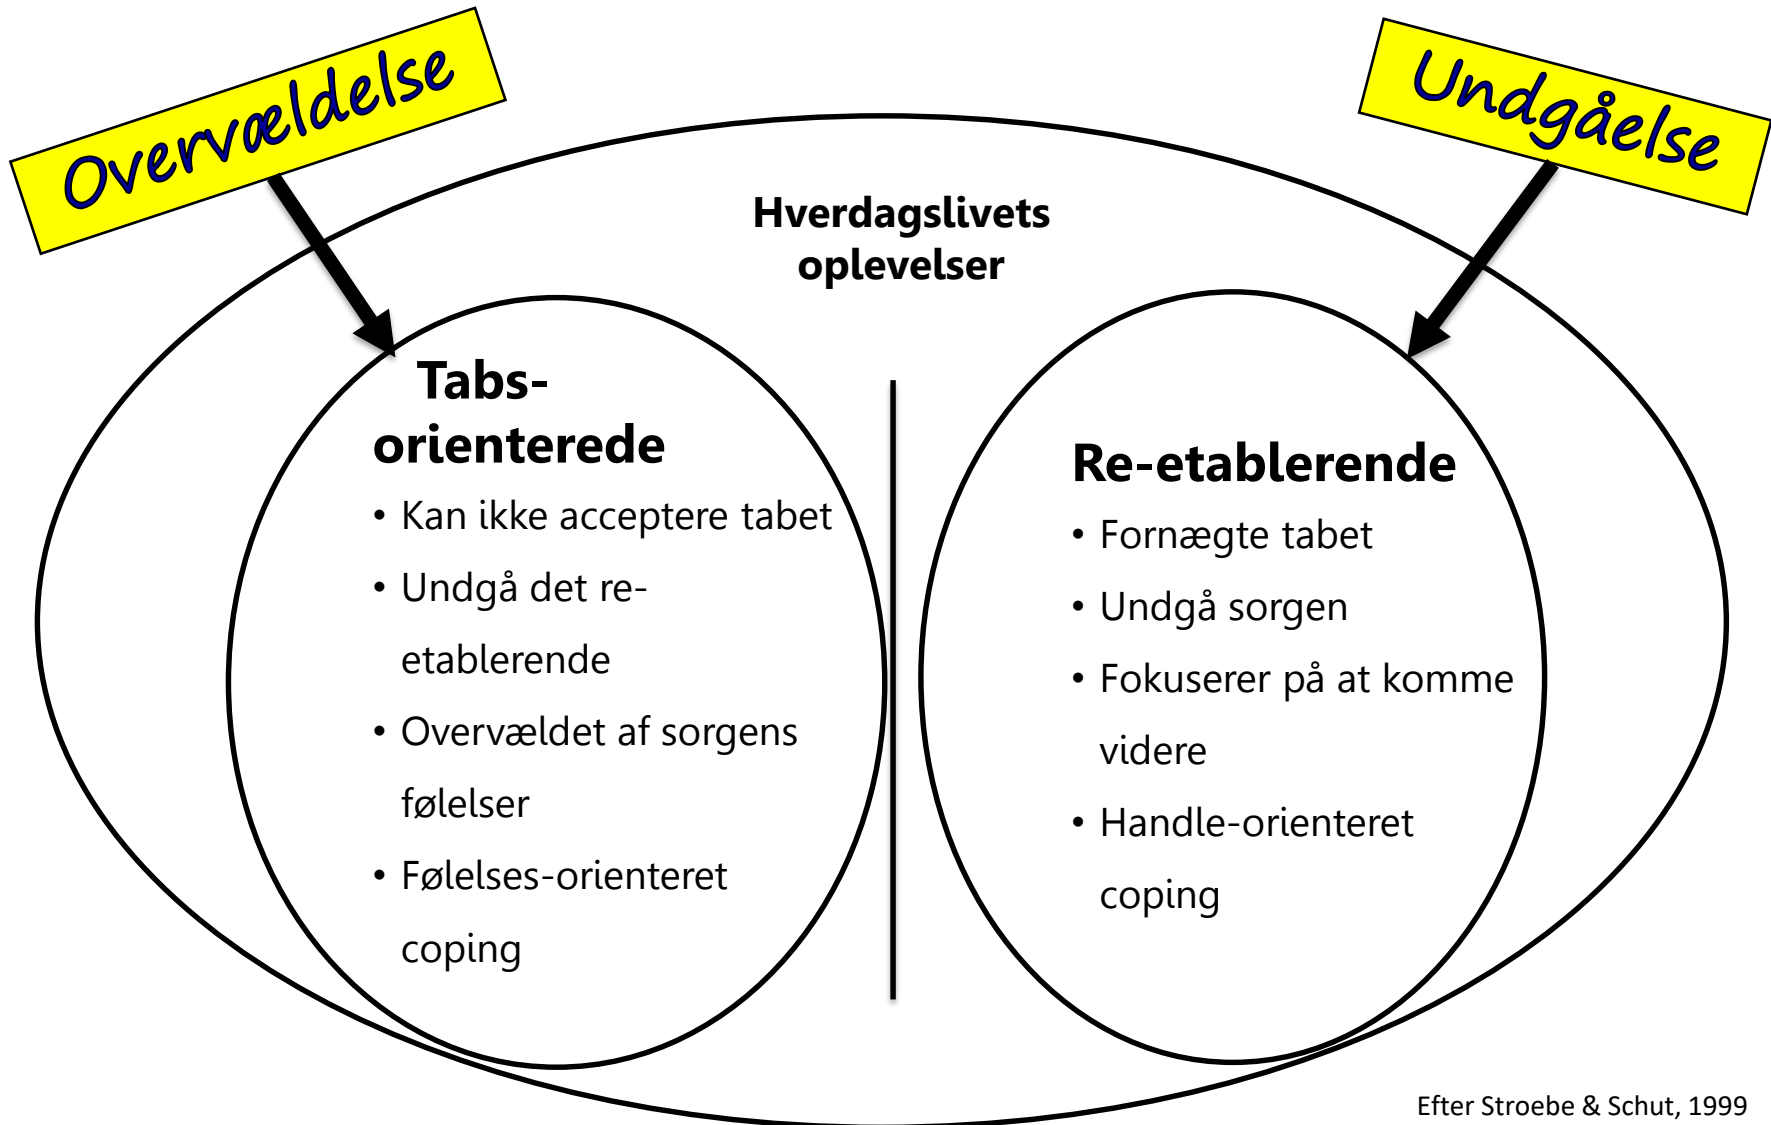 Overvældelse
Undgåelse
Hverdagslivets
oplevelser
Tabs-
orienterede
• Kan ikke acceptere tabet
• Undgå det re-
etablerende
• Overvældet af sorgens
følelser
• Følelses-orienteret
coping
Re-etablerende
• Fornægte tabet
• Undgå sorgen
• Fokuserer på at komme
videre
• Handle-orienteret
coping
Efter Stroebe & Schut, 1999